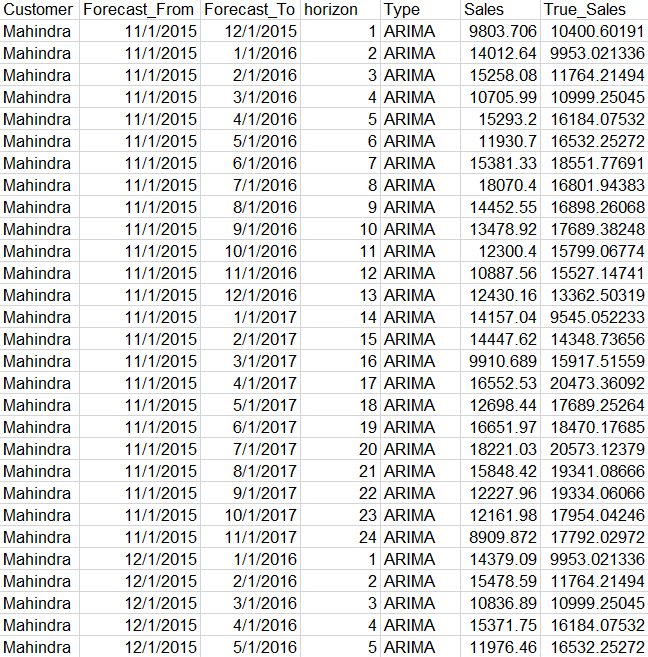 Customer Forecast_From Forecast_To horizon Type Sales True_Sales
Mahindra 11/1/2015 12/1/2015 1 ARIMA 9803.706 10400.60191
Mahindra 11/1/2015 1/1/2016 2 ARIMA 14012.64 9953.021336
Mahindra 11/1/2015 2/1/2016 3 ARIMA 15258.08 11764.21494
Mahindra 11/1/2015 3/1/2016 4 ARIMA 10705.99 10999.25045
Mahindra 11/1/2015 4/1/2016 5 ARIMA 15293.2 16184.07532
Mahindra 11/1/2015 5/1/2016 6 ARIMA 11930.7 16532.25272
Mahindra 11/1/2015 6/1/2016 7 ARIMA 15381.33 18551.77691
Mahindra 11/1/2015 7/1/2016 8 ARIMA 18070.4 16801.94383
Mahindra 11/1/2015 8/1/2016 9 ARIMA 14452.55 16898.26068
Mahindra 11/1/2015 9/1/2016 10 ARIMA 13478.92 17689.38248
Mahindra 11/1/2015 10/1/2016 11 ARIMA 12300.4 15799.06774
Mahindra 11/1/2015 11/1/2016 12 ARIMA 10887.56 15527.14741
Mahindra 11/1/2015 12/1/2016 13 ARIMA 12430.16 13362.50319
Mahindra 11/1/2015 1/1/2017 14 ARIMA 14157.04 9545.052233
Mahindra 11/1/2015 2/1/2017 15 ARIMA 14447.62 14348.73656
Mahindra 11/1/2015 3/1/2017 16 ARIMA 9910.689 15917.51559
Mahindra 11/1/2015 4/1/2017 17 ARIMA 16552.53 20473.36092
Mahindra 11/1/2015 5/1/2017 18 ARIMA 12698.44 17689.25264
Mahindra 11/1/2015 6/1/2017 19 ARIMA 16651.97 18470.17685
Mahindra 11/1/2015 7/1/2017 20 ARIMA 18221.03 20573.12379
Mahindra 11/1/2015 8/1/2017 21 ARIMA 15848.42 19341.08666
Mahindra 11/1/2015 9/1/2017 22 ARIMA 12227.96 19334.06066
Mahindra 11/1/2015 10/1/2017 23 ARIMA 12161.98 17954.04246
Mahindra 11/1/2015 11/1/2017 24 ARIMA 8909.872 17792.02972
Mahindra 12/1/2015 1/1/2016 1 ARIMA 14379.09 9953.021336
Mahindra 12/1/2015 2/1/2016 2 ARIMA 15478.59 11764.21494
Mahindra 12/1/2015 3/1/2016 3 ARIMA 10836.89 10999.25045
Mahindra 12/1/2015 4/1/2016 4 ARIMA 15371.75 16184.07532
Mahindra 12/1/2015 5/1/2016 5 ARIMA 11976.46 16532.25272